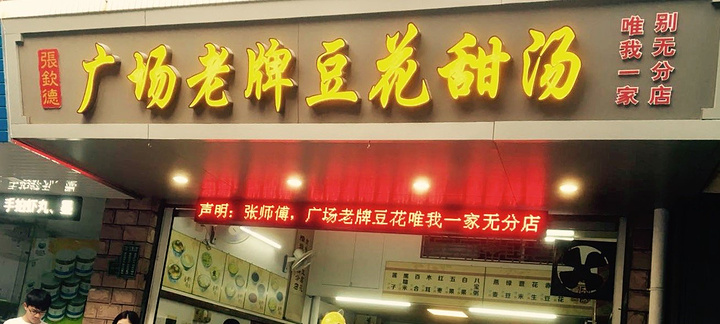 張欽德
广场老牌豆花甜汤
唯我一家
别无分店
声明：张师傅，广场老牌豆花唯我一家无分店
手拍虾丸、墨